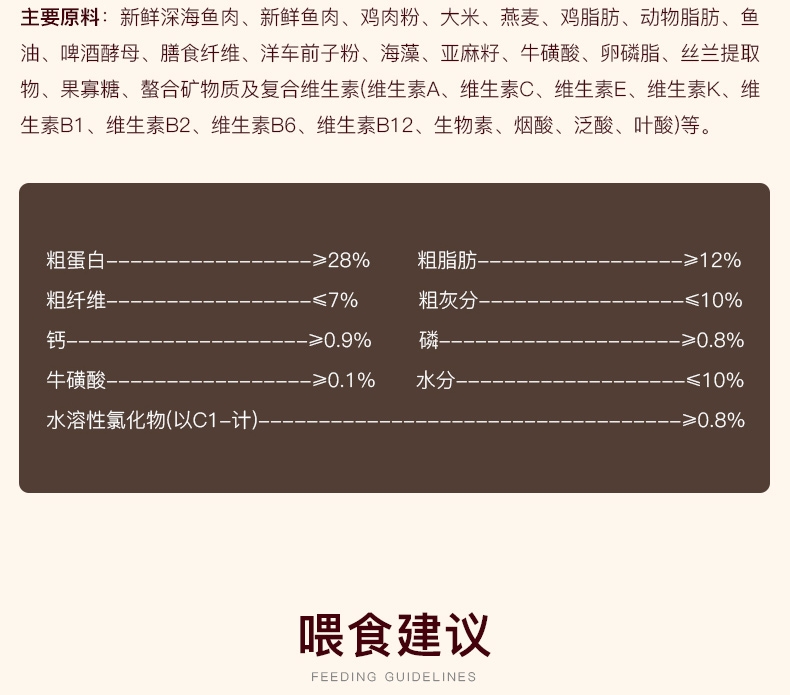 主要原料：新鲜深海鱼肉、新鲜鱼肉、鸡肉粉、大米、燕麦、鸡脂肪、动物脂肪、鱼
油、啤酒酵母、膳食纤维、洋车前子粉、海藻、亚麻籽、牛磺酸、卵磷脂、丝兰提取
物、果寡糖、螯合矿物质及复合维生素(维生素A、维生素C、维生素E、维生素K、维
生素B1、维生素B2、维生素B6、维生素B12、生物素、烟酸、泛酸、叶酸)等。
粗蛋白-----------------≥28% 粗脂肪-----------------≥12%
粗纤维-----------------≤7% 粗灰分-----------------≤10%
钙--------------------≥0.9% 磷--------------------≥0.8%
牛磺酸-----------------≥0.1% 水分-------------------≤10%
水溶性氯化物(以C1-计)-----------------------------------≥0.8%
喂食建议
FEEDING GUIDELINES